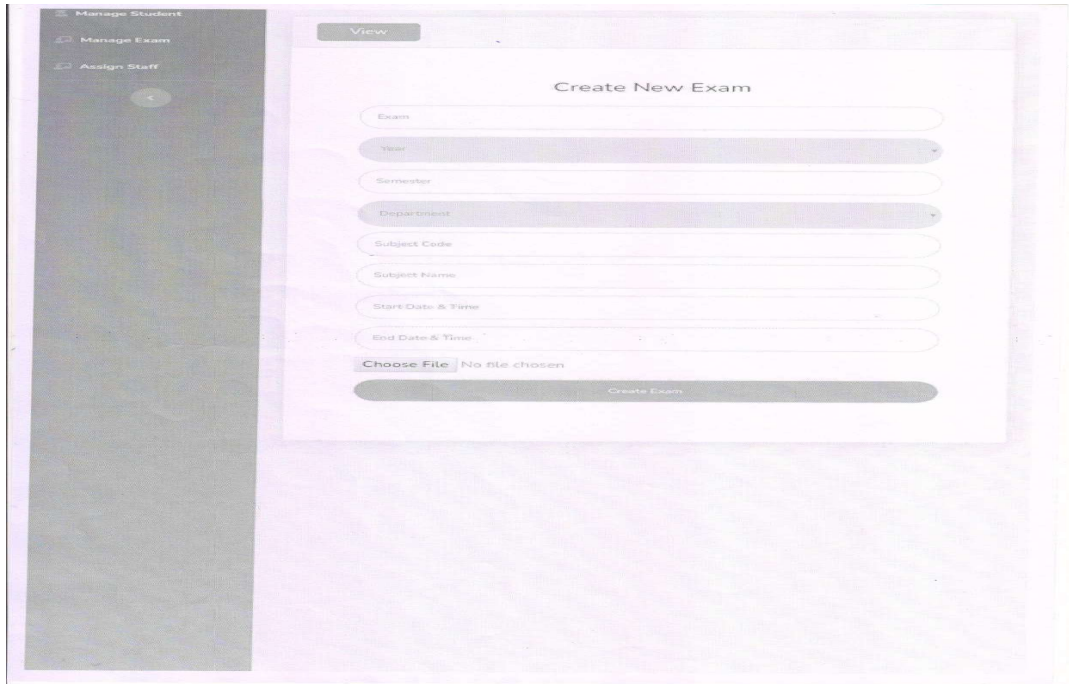 Manage Student
Manage Exam
Assign Staff
<
View
Create New Exam
Exam
Year
Semester
Department
Subject Code
Subject Name
Start Date & Time
End Date & Time
Choose File No file chosen
Create Exam